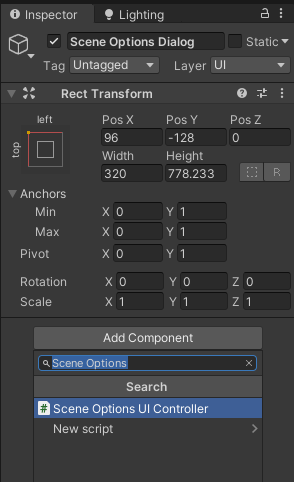 Inspector Lighting
Scene Options Dialog Static
Tag Untagged Layer UI
Rect Transform
left
top
Pos X Pos Y Pos Z
96 -128 0
Width Height
320 778.233
R
Anchors
Min X 0 Y 1
Max X 0 Y 1
Pivot X 0 Y 1
Rotation X 0 Y 0 Z 0
Scale X 1 Y 1 Z 1
Add Component
Scene Options
Search
# Scene Options UI Controller
New script